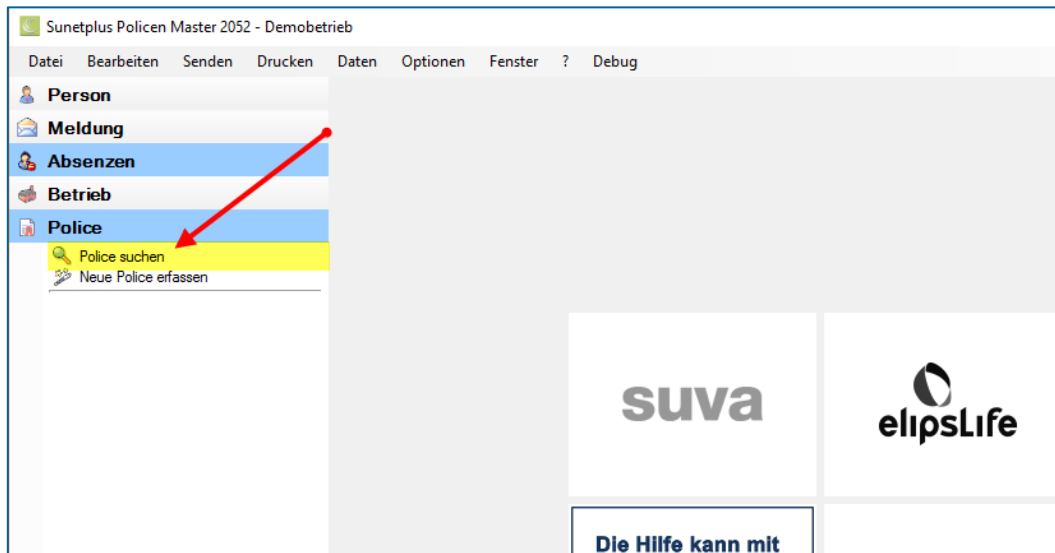 Sunetplus Policen Master 2052 - Demobetrieb
Datei Bearbeiten Senden Drucken Daten Optionen Fenster ? Debug
Person
Meldung
Absenzen
Betrieb
Police
Police suchen
Neue Police erfassen
suva
elipsLife
Die Hilfe kann mit